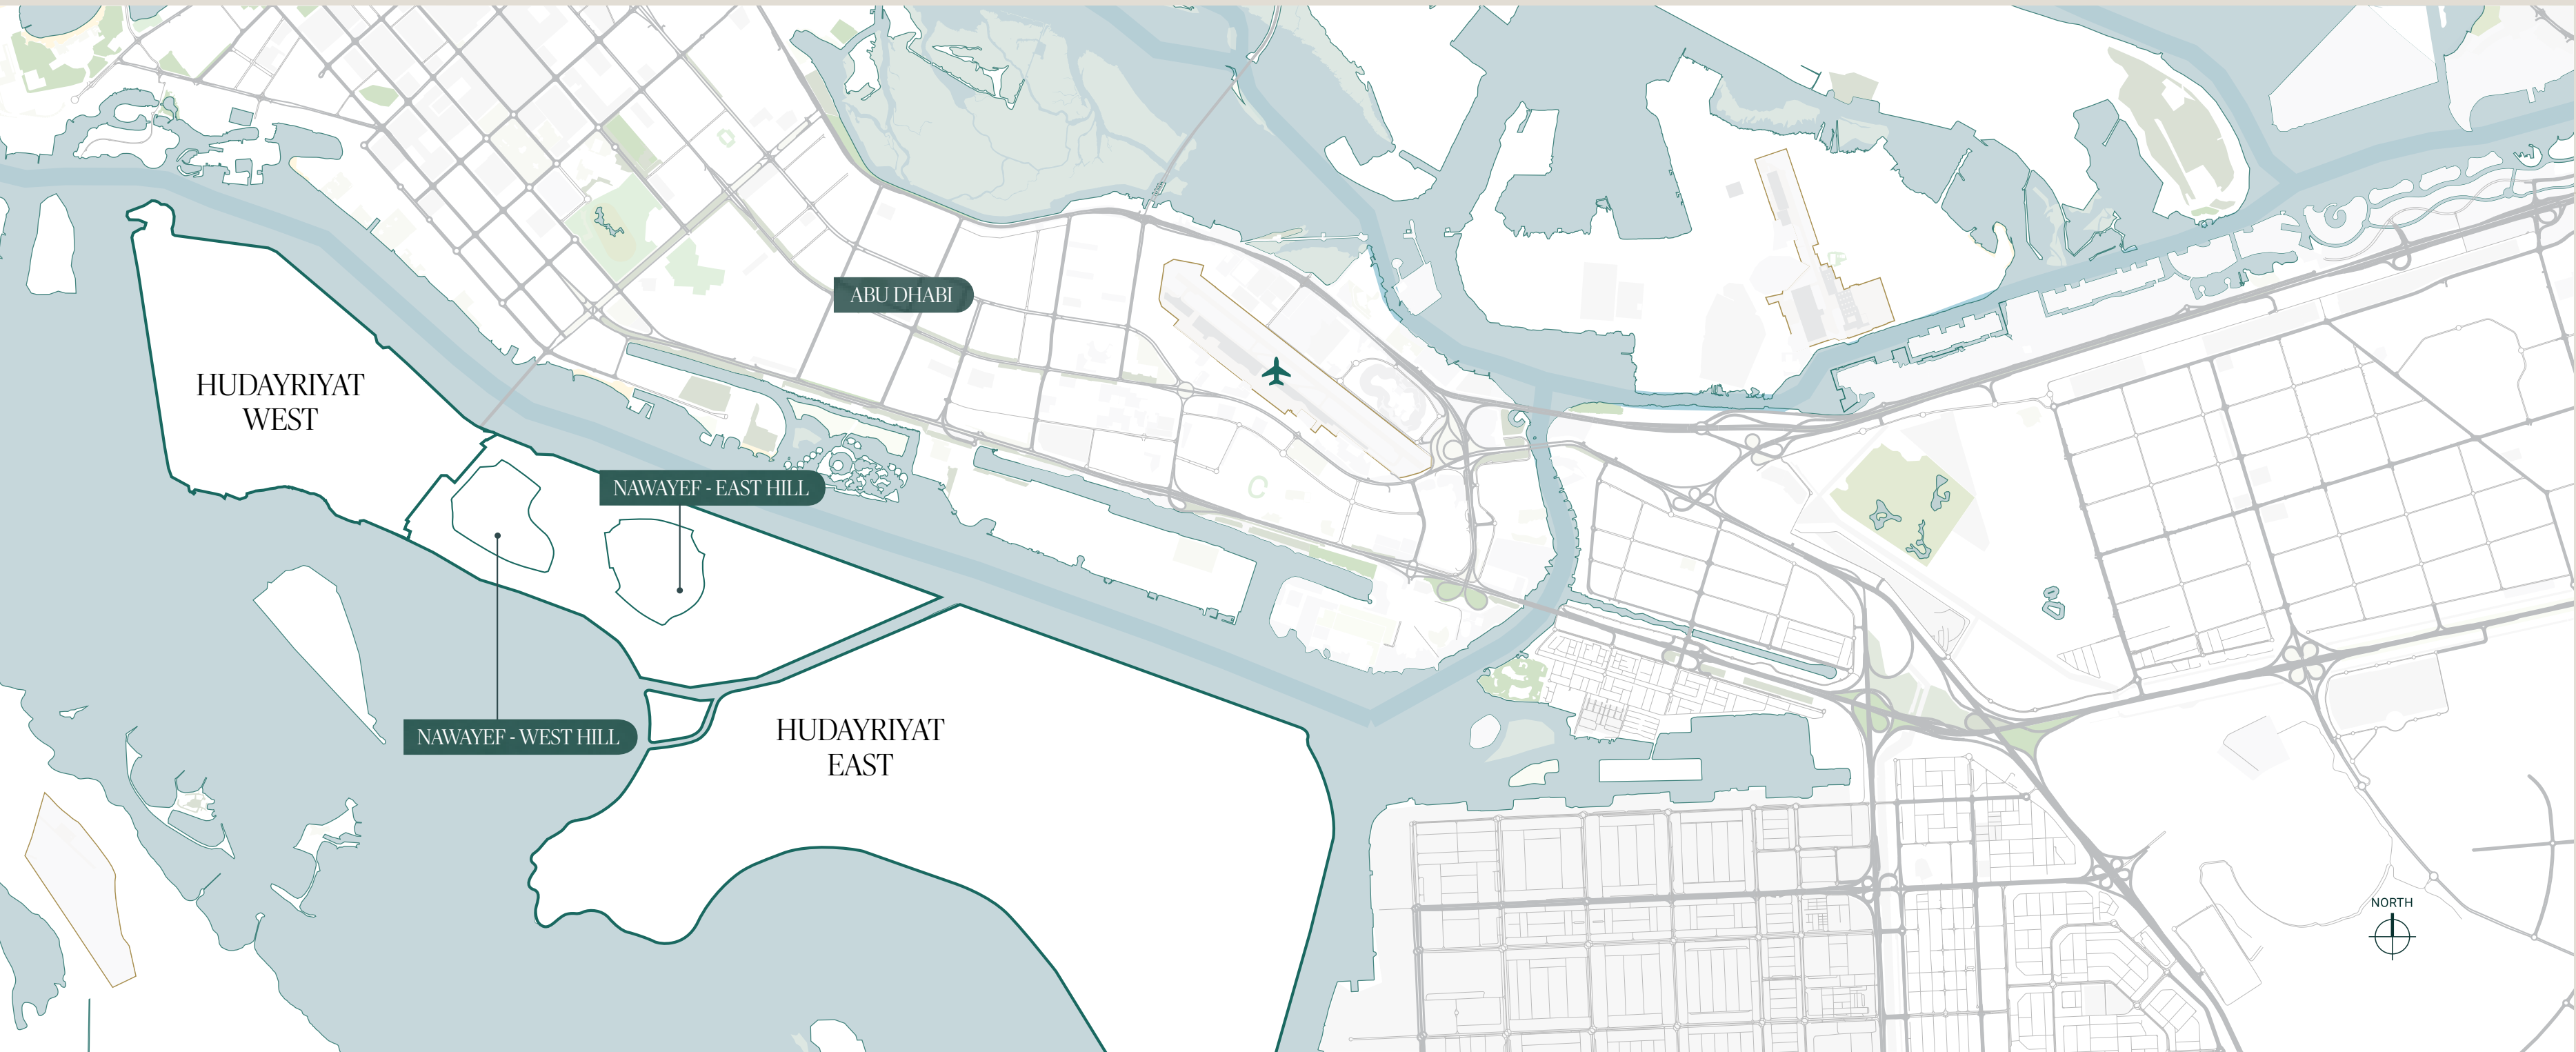 ABU DHABI
HUDAYRIYAT
WEST
NAWAYEF - EAST HILL
NAWAYEF - WEST HILL
HUDAYRIYAT
EAST
NORTH